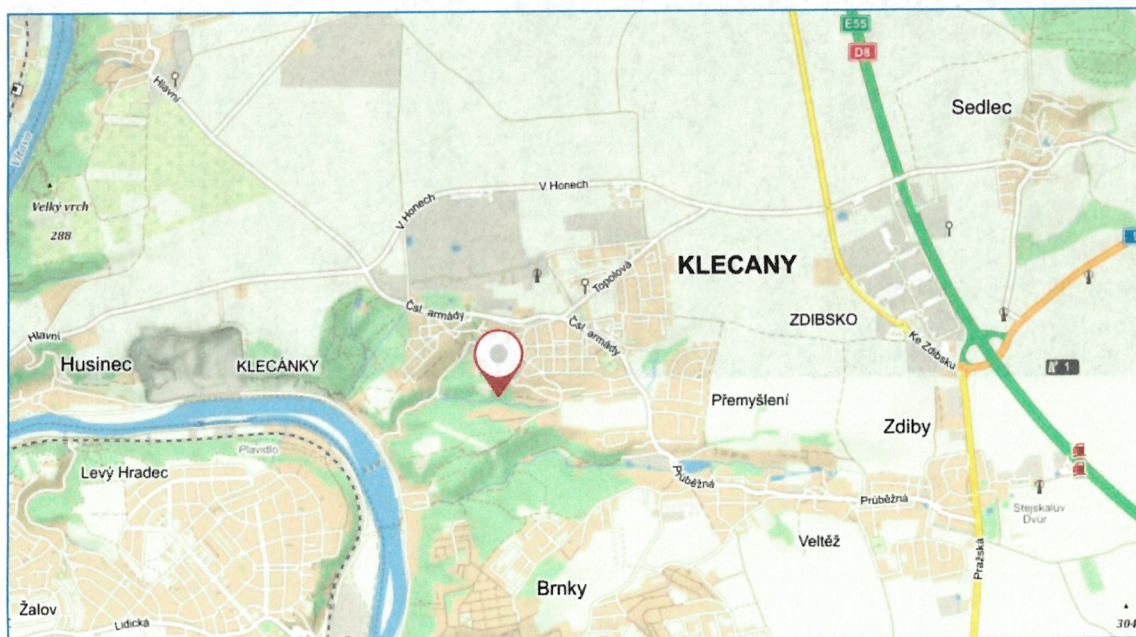 E55
D8
Sedlec
Hlavní
Vltava
Velký vrch
288
V Honech
V Honech
KLECANY
Topolová
Čsl. armády
Čsl. armády
ZDIBSKO
Ke Zdibsku
Hlavní
Husinec
KLECÁNKY
1
Přemyšlení
Zdiby
Plavidlo
Levý Hradec
Průběžná
Průběžná
Stejskalův
Dvůr
Veltěž
Pražská
Brnky
Žalov
Lidická
304